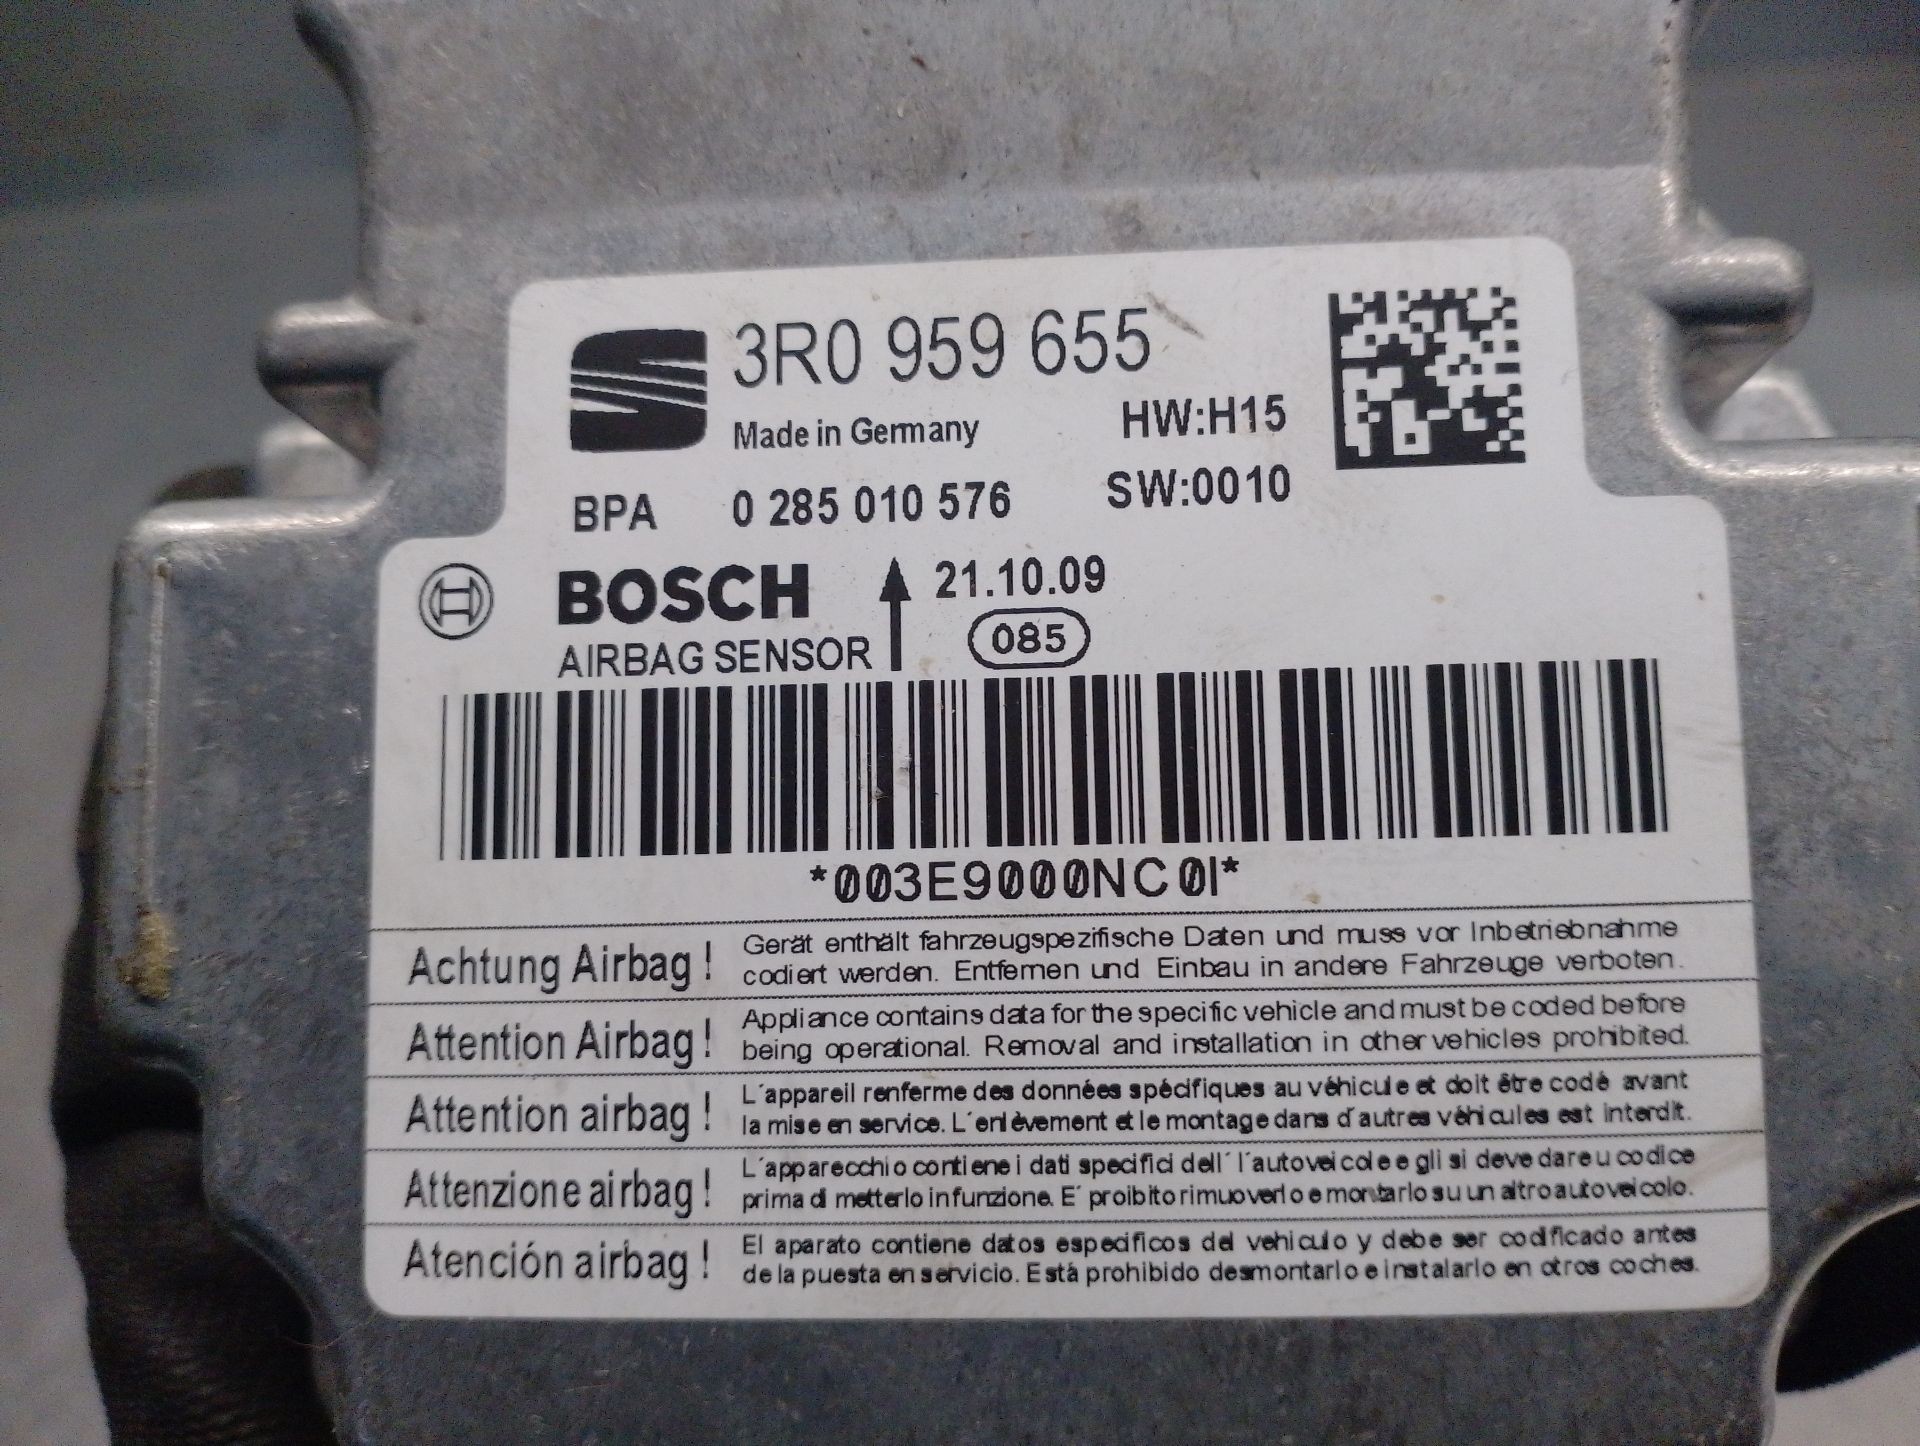 3R0 959 655
Made in Germany HW:H15
BPA 0 285 010 576 SW:0010
BOSCH 21.10.09
AIRBAG SENSOR 085
*003E9000NC0I*
Achtung Airbag ! Gerät enthält fahrzeugspezifische Daten und muss vor Inbetriebnahme
codiert werden. Entfernen und Einbau in andere Fahrzeuge verboten.
Attention Airbag ! Appliance contains data for the specific vehicle and must be coded before
being operational. Removal and installation in other vehicles prohibited.
Attention airbag ! L´appareil renferme des données spécifiques au véhicule et doit être codé avant
la mise en service. L´enlèvement et le montage dans d´autres véhicules est interdit.
Attenzione airbag ! L´apparecchio contiene i dati specifici dell´ l´autoveicole e gli si deve dare u codice
prima di metterlo in funzione. E´ proibito rimuoverlo e montarlo su un altro autoveicolo.
Atención airbag ! El aparato contiene datos especificos del vehiculo y debe ser codificado antes
de la puesta en servicio. Está prohibido desmontarlo e instalarlo en otros coches.